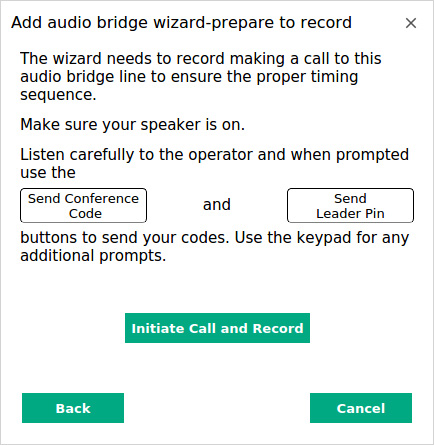 Add audio bridge wizard-prepare to record
The wizard needs to record making a call to this
audio bridge line to ensure the proper timing
sequence.
Make sure your speaker is on.
Listen carefully to the operator and when prompted
use the
Send Conference
Code
and
Send
Leader Pin
buttons to send your codes. Use the keypad for any
additional prompts.
Initiate Call and Record
Back
Cancel